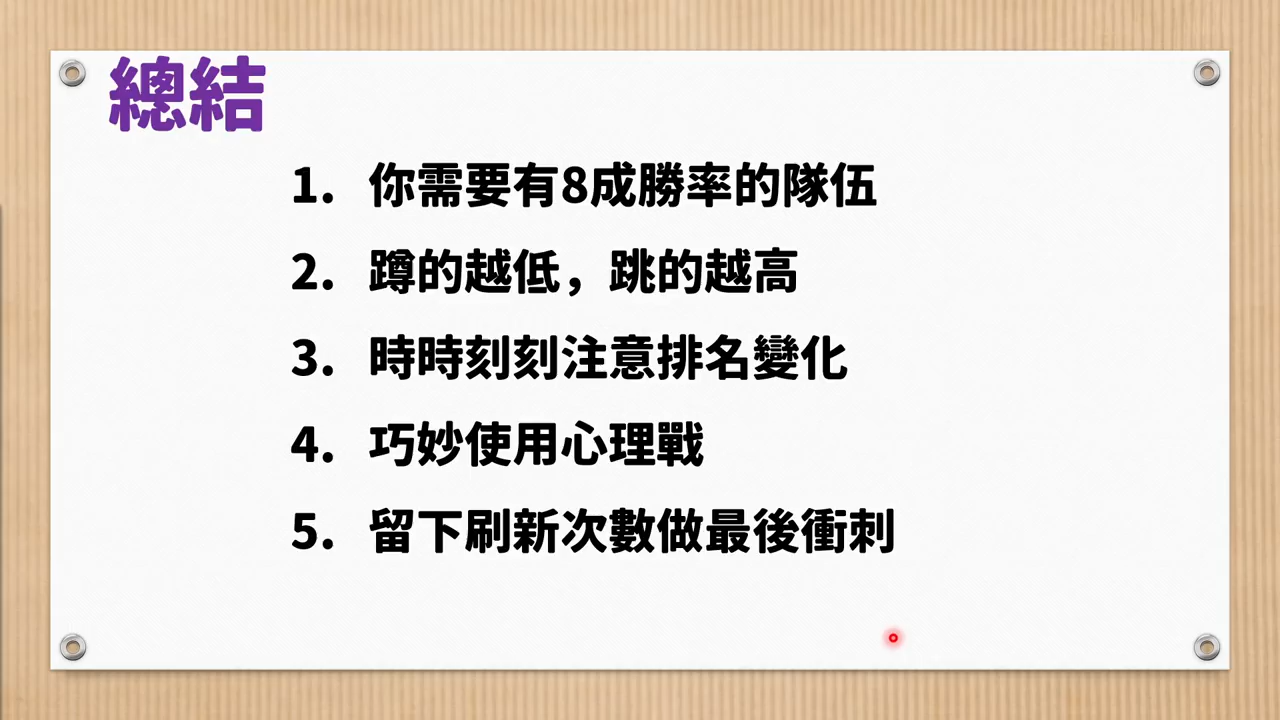 總結
1. 你需要有8成勝率的隊伍
2. 蹲的越低，跳的越高
3. 時時刻刻注意排名變化
4. 巧妙使用心理戰
5. 留下刷新次數做最後衝刺